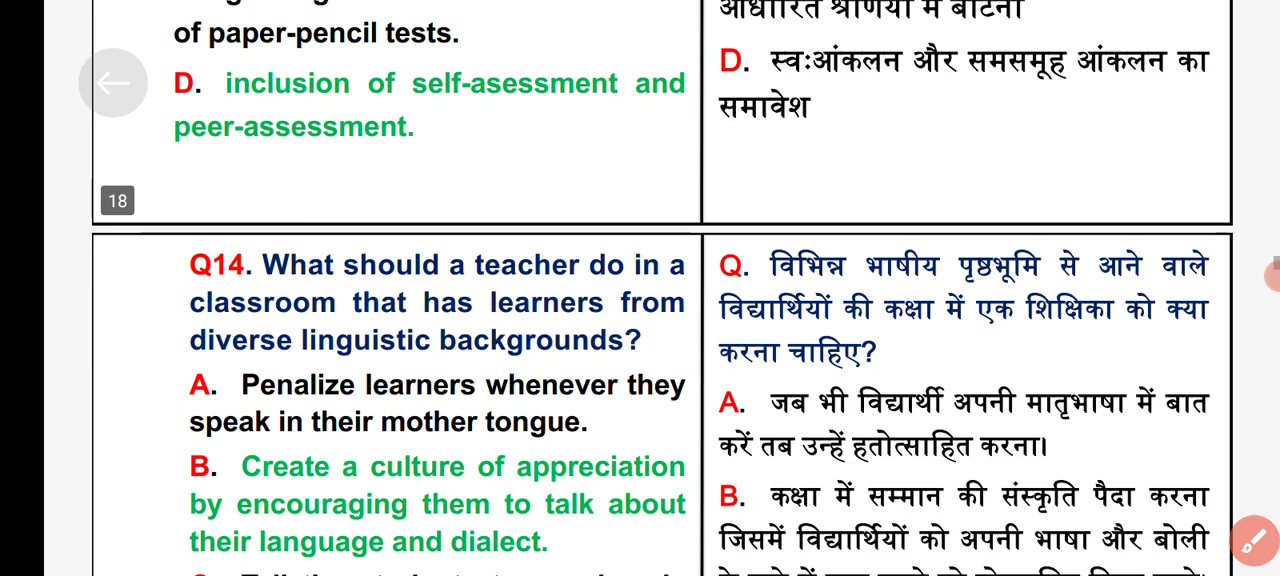 of paper-pencil tests.
D. inclusion of self-asessment and
peer-assessment.
आधारित श्रेणियों में बाँटना
D. स्वःआंकलन और समसमूह आंकलन का
समावेश
18
Q14. What should a teacher do in a
classroom that has learners from
diverse linguistic backgrounds?
A. Penalize learners whenever they
speak in their mother tongue.
B. Create a culture of appreciation
by encouraging them to talk about
their language and dialect.
Q. विभिन्न भाषीय पृष्ठभूमि से आने वाले
विद्यार्थियों की कक्षा में एक शिक्षिका को क्या
करना चाहिए?
A. जब भी विद्यार्थी अपनी मातृभाषा में बात
करें तब उन्हें हतोत्साहित करना।
B. कक्षा में सम्मान की संस्कृति पैदा करना
जिसमें विद्यार्थियों को अपनी भाषा और बोली